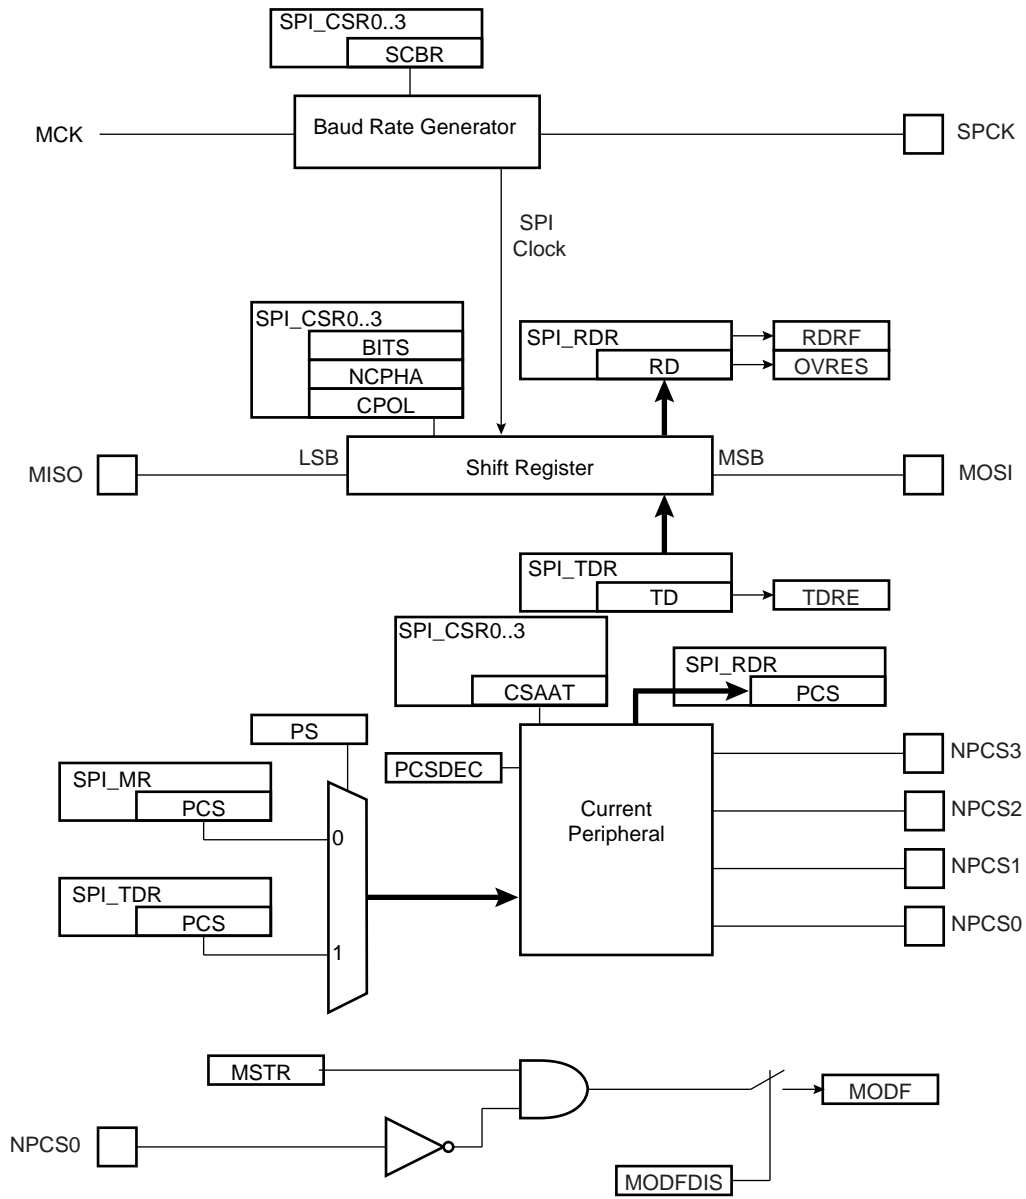 SPI_CSR0..3
SCBR
MCK
Baud Rate Generator
SPCK
SPI
Clock
SPI_CSR0..3
BITS
NCPHA
CPOL
SPI_RDR
RD
RDRF
OVRES
MISO
LSB
Shift Register
MSB
MOSI
SPI_TDR
TD
TDRE
SPI_CSR0..3
CSAAT
SPI_RDR
PCS
PS
PCSDEC
SPI_MR
PCS
0
SPI_TDR
PCS
1
Current
Peripheral
NPCS3
NPCS2
NPCS1
NPCS0
MSTR
MODF
NPCS0
MODFDIS